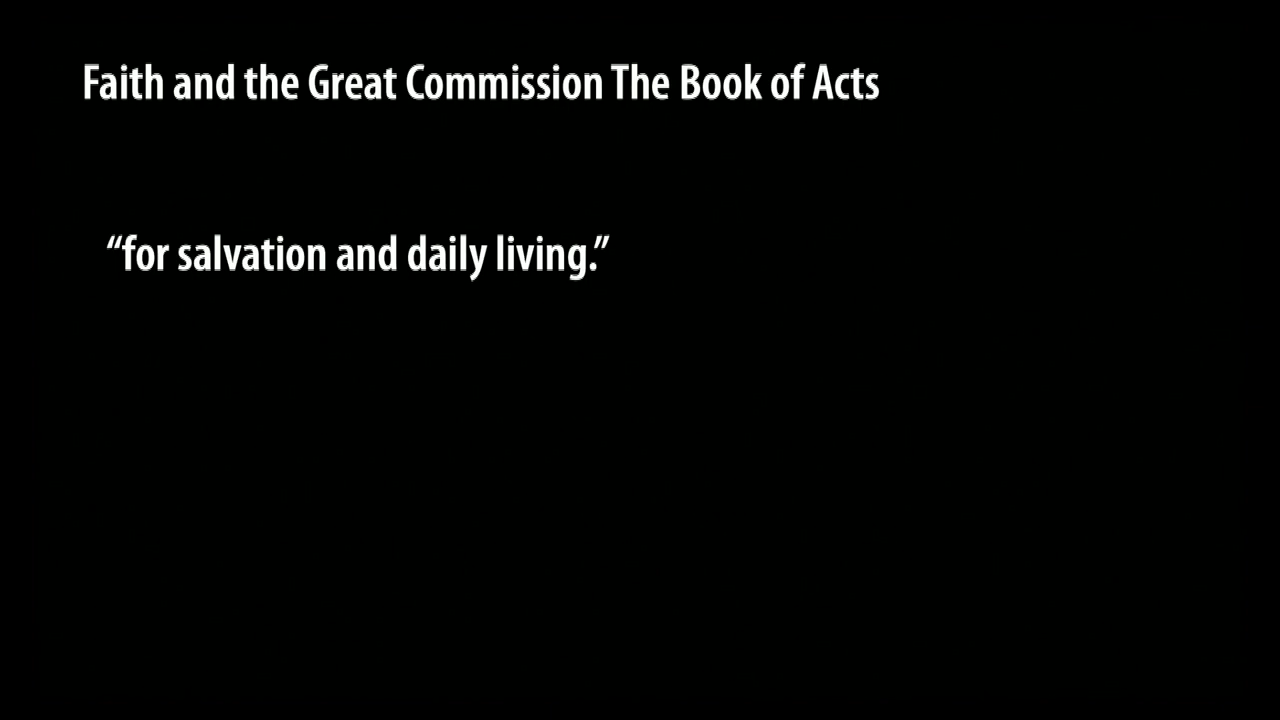 Faith and the Great Commission The Book of Acts
“for salvation and daily living.”